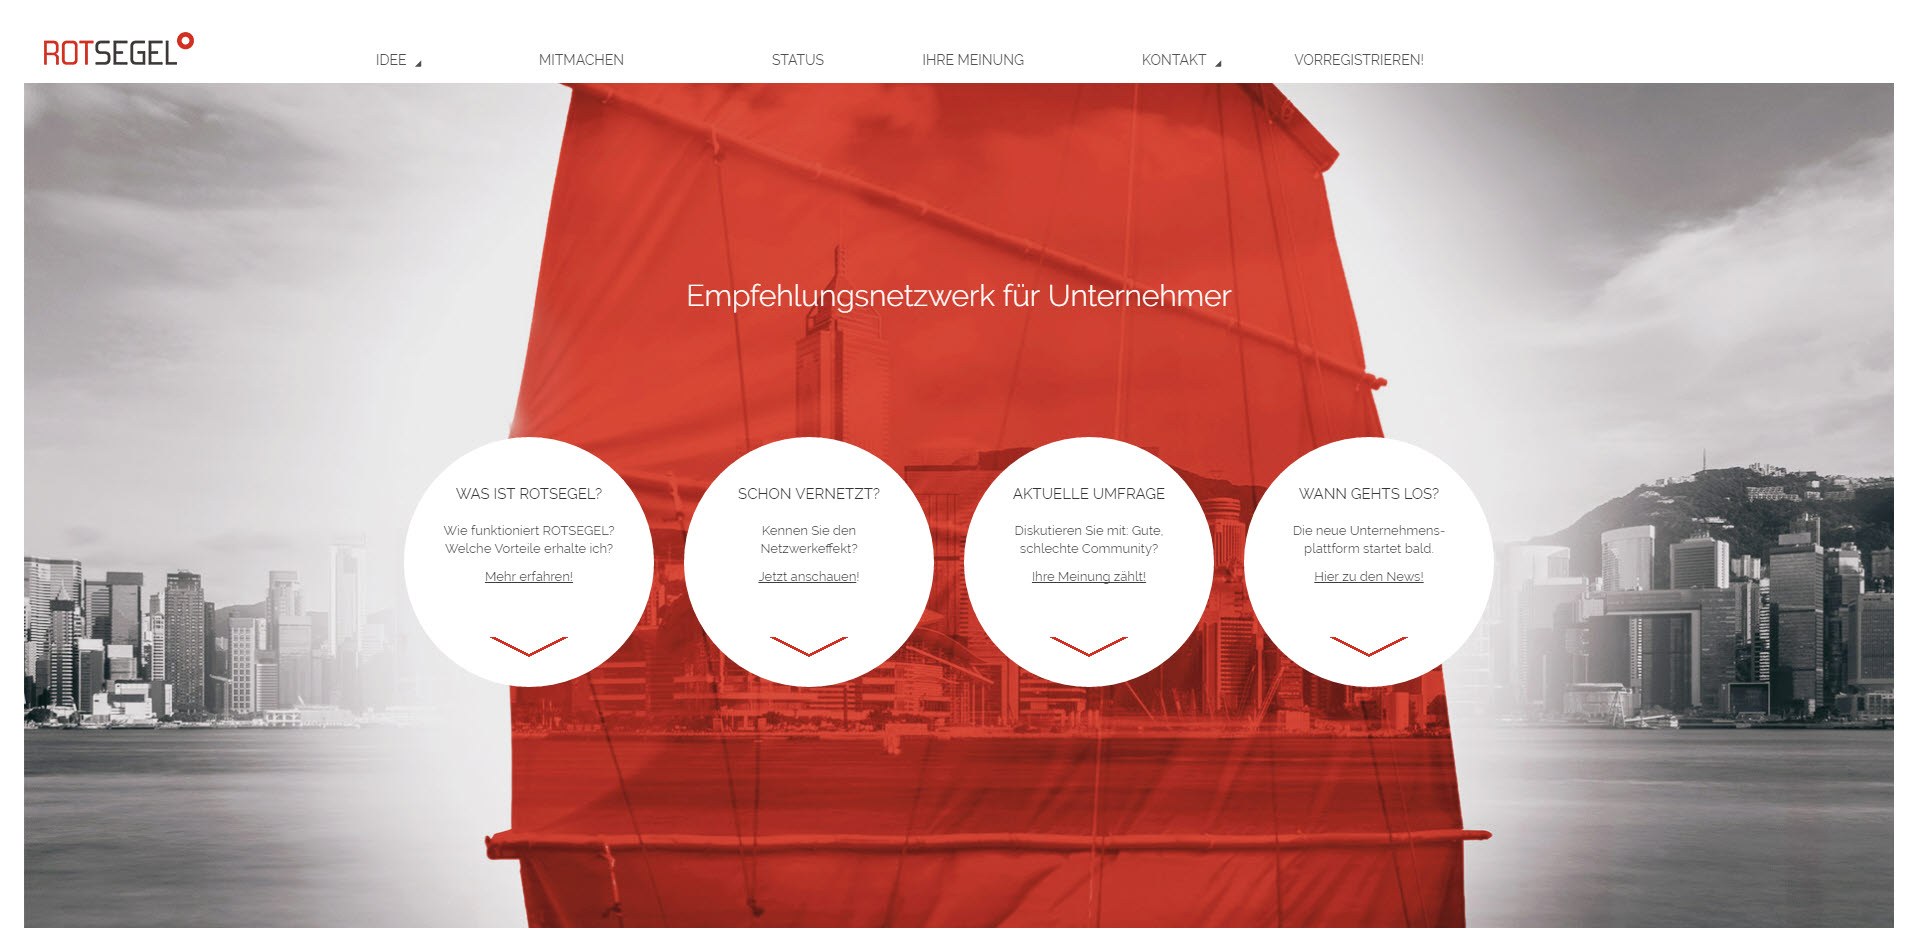 ROTSEGEL
IDEE
MITMACHEN
STATUS
IHRE MEINUNG
KONTAKT
VORREGISTRIEREN!
Empfehlungsnetzwerk für Unternehmer
WAS IST ROTSEGEL?
Wie funktioniert ROTSEGEL?
Welche Vorteile erhalte ich?
Mehr erfahren!
SCHON VERNETZT?
Kennen Sie den
Netzwerkeffekt?
Jetzt anschauen!
AKTUELLE UMFRAGE
Diskutieren Sie mit: Gute,
schlechte Community?
Ihre Meinung zählt!
WANN GEHTS LOS?
Die neue Unternehmens-
plattform startet bald.
Hier zu den News!